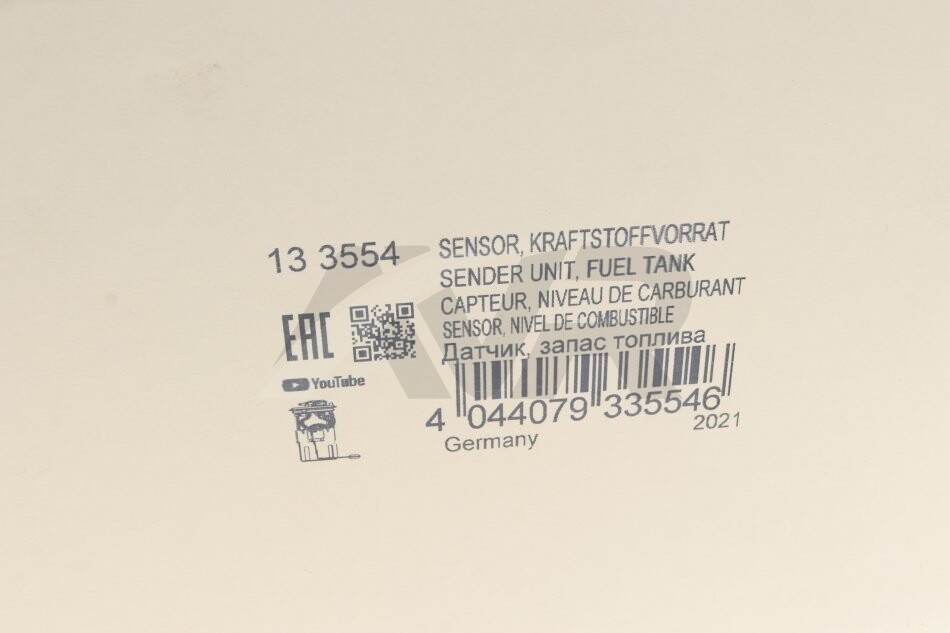 13 3554
SENSOR, KRAFTSTOFFVORRAT
SENDER UNIT, FUEL TANK
CAPTEUR, NIVEAU DE CARBURANT
SENSOR, NIVEL DE COMBUSTIBLE
Датчик, запас топлива
EAC
YouTube
4 044079 335546
Germany
2021
AVR